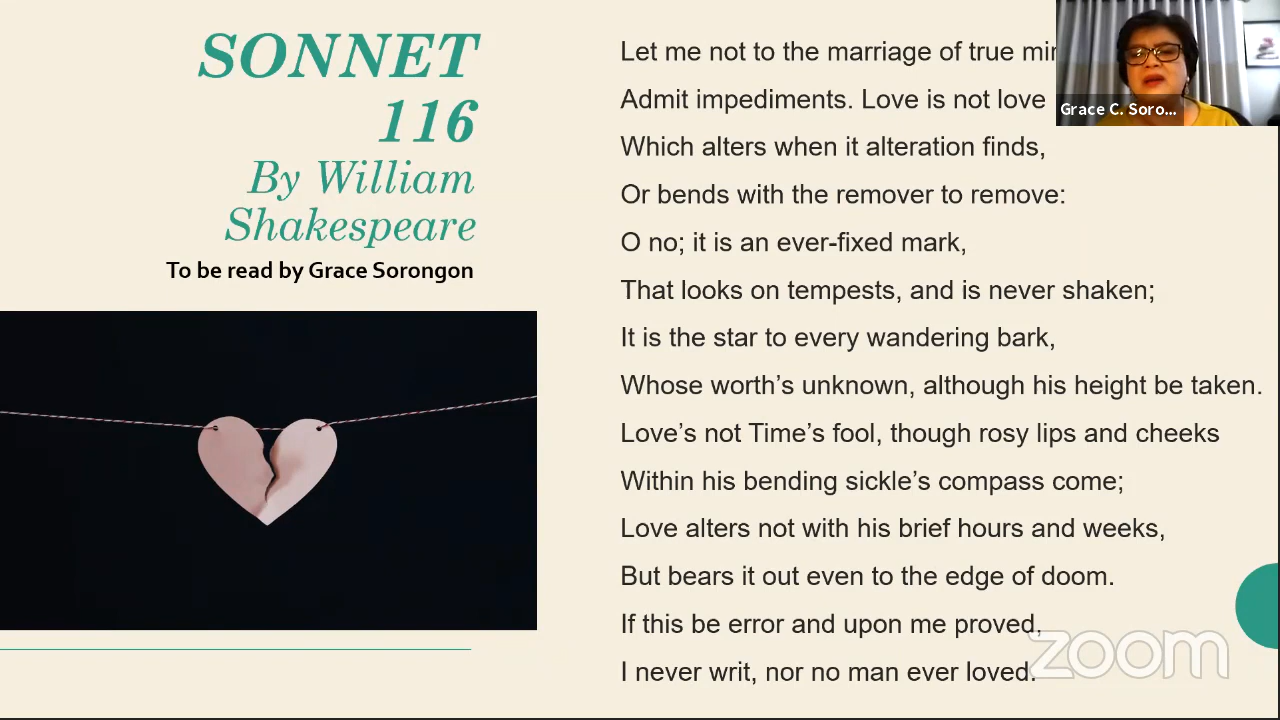 SONNET
116
By William
Shakespeare
To be read by Grace Sorongon
Let me not to the marriage of true
Admit impediments. Love is not love
Which alters when it alteration finds,
Or bends with the remover to remove:
O no; it is an ever-fixed mark,
That looks on tempests, and is never shaken;
It is the star to every wandering bark,
Whose worth’s unknown, although his height be taken.
Love’s not Time’s fool, though rosy lips and cheeks
Within his bending sickle’s compass come;
Love alters not with his brief hours and weeks,
But bears it out even to the edge of doom.
If this be error and upon me proved,
I never writ, nor no man ever loved.
Grace C. Soro...
zoom